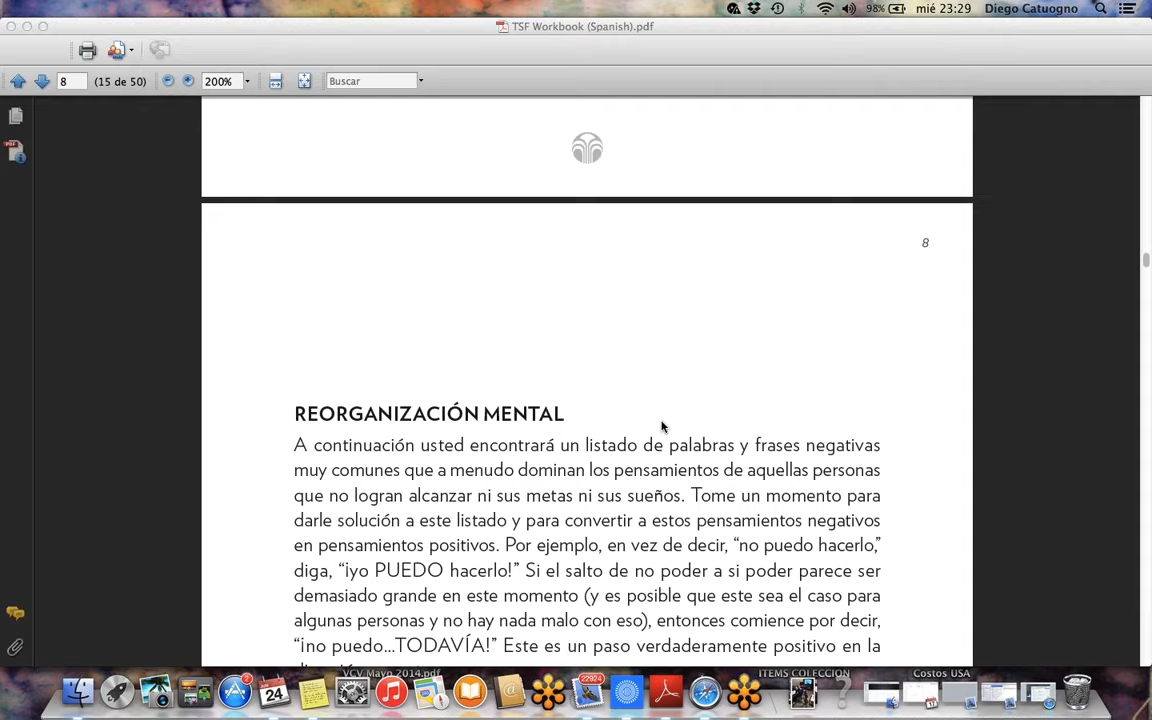 98% mié 23:29 Diego Catuogno
TSF Workbook (Spanish).pdf
8 (15 de 50) 200% Buscar
8
REORGANIZACIÓN MENTAL
A continuación usted encontrará un listado de palabras y frases negativas
muy comunes que a menudo dominan los pensamientos de aquellas personas
que no logran alcanzar ni sus metas ni sus sueños. Tome un momento para
darle solución a este listado y para convertir a estos pensamientos negativos
en pensamientos positivos. Por ejemplo, en vez de decir, “no puedo hacerlo,”
diga, “¡yo PUEDO hacerlo!” Si el salto de no poder a si poder parece ser
demasiado grande en este momento (y es posible que este sea el caso para
algunas personas y no hay nada malo con eso), entonces comience por decir,
“¡no puedo...TODAVÍA!” Este es un paso verdaderamente positivo en la
VCV Mayo 2014.pdf ITEMS COLECCION Costos USA
2
24
22924